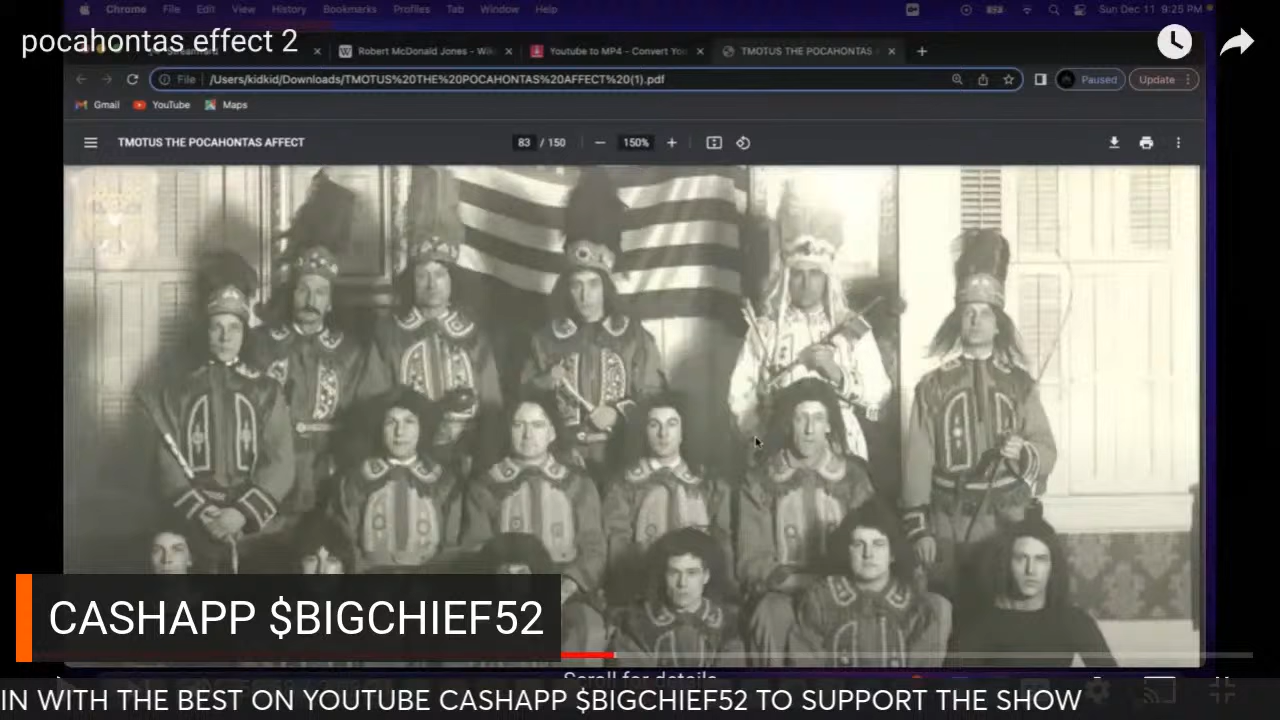 Chrome File Edit View History Bookmarks Profiles Tab Window Help Sun Dec 11 9:25 PM
pocahontas effect 2
Robert McDonald Jones - Wik
Youtube to MP4 - Convert You
TMOTUS THE POCAHONTAS
File /Users/kidkid/Downloads/TMOTUS%20THE%20POCAHONTAS%20AFFECT%20(1).pdf Paused Update
Gmail YouTube Maps
TMOTUS THE POCAHONTAS AFFECT 83 / 150 150%
CASHAPP $BIGCHIEF52
Scroll for details
IN WITH THE BEST ON YOUTUBE CASHAPP $BIGCHIEF52 TO SUPPORT THE SHOW